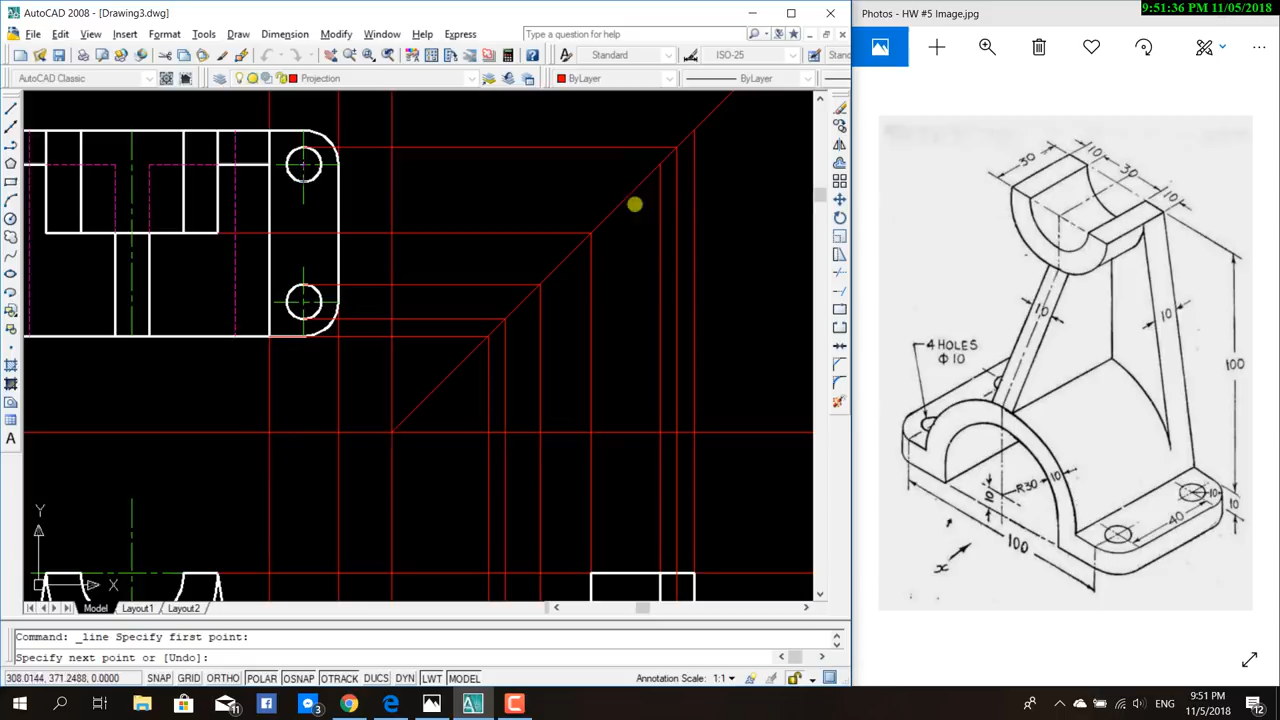 AutoCAD 2008 - [Drawing3.dwg]
Photos - HW #5 Image.jpg
9:51:36 PM 11/05/2018
File Edit View Insert Format Tools Draw Dimension Modify Window Help Express
Type a question for help
Standard
ISO-25
Stand
AutoCAD Classic
Projection
ByLayer
ByLayer
A
30
10
30
10
10
10
100
4 HOLES
Φ 10
R30
10
10
10
10
40
100
x
Y
X
Model Layout1 Layout2
Command: _line Specify first point:
Specify next point or [Undo]:
308.0144, 371.2488, 0.0000
SNAP GRID ORTHO POLAR OSNAP OTRACK DUCS DYN LWT MODEL
Annotation Scale: 1:1
11
3
ENG
9:51 PM
11/5/2018
12